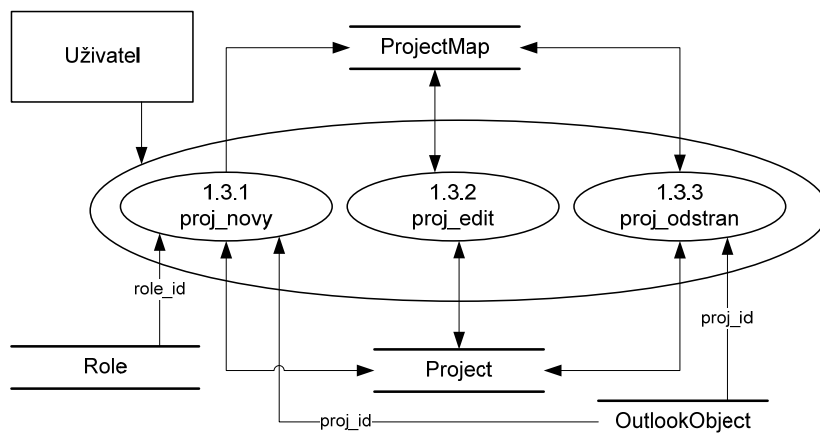 Uživatel
ProjectMap
1.3.1
proj_novy
1.3.2
proj_edit
1.3.3
proj_odstran
role_id
proj_id
Role
Project
proj_id
OutlookObject